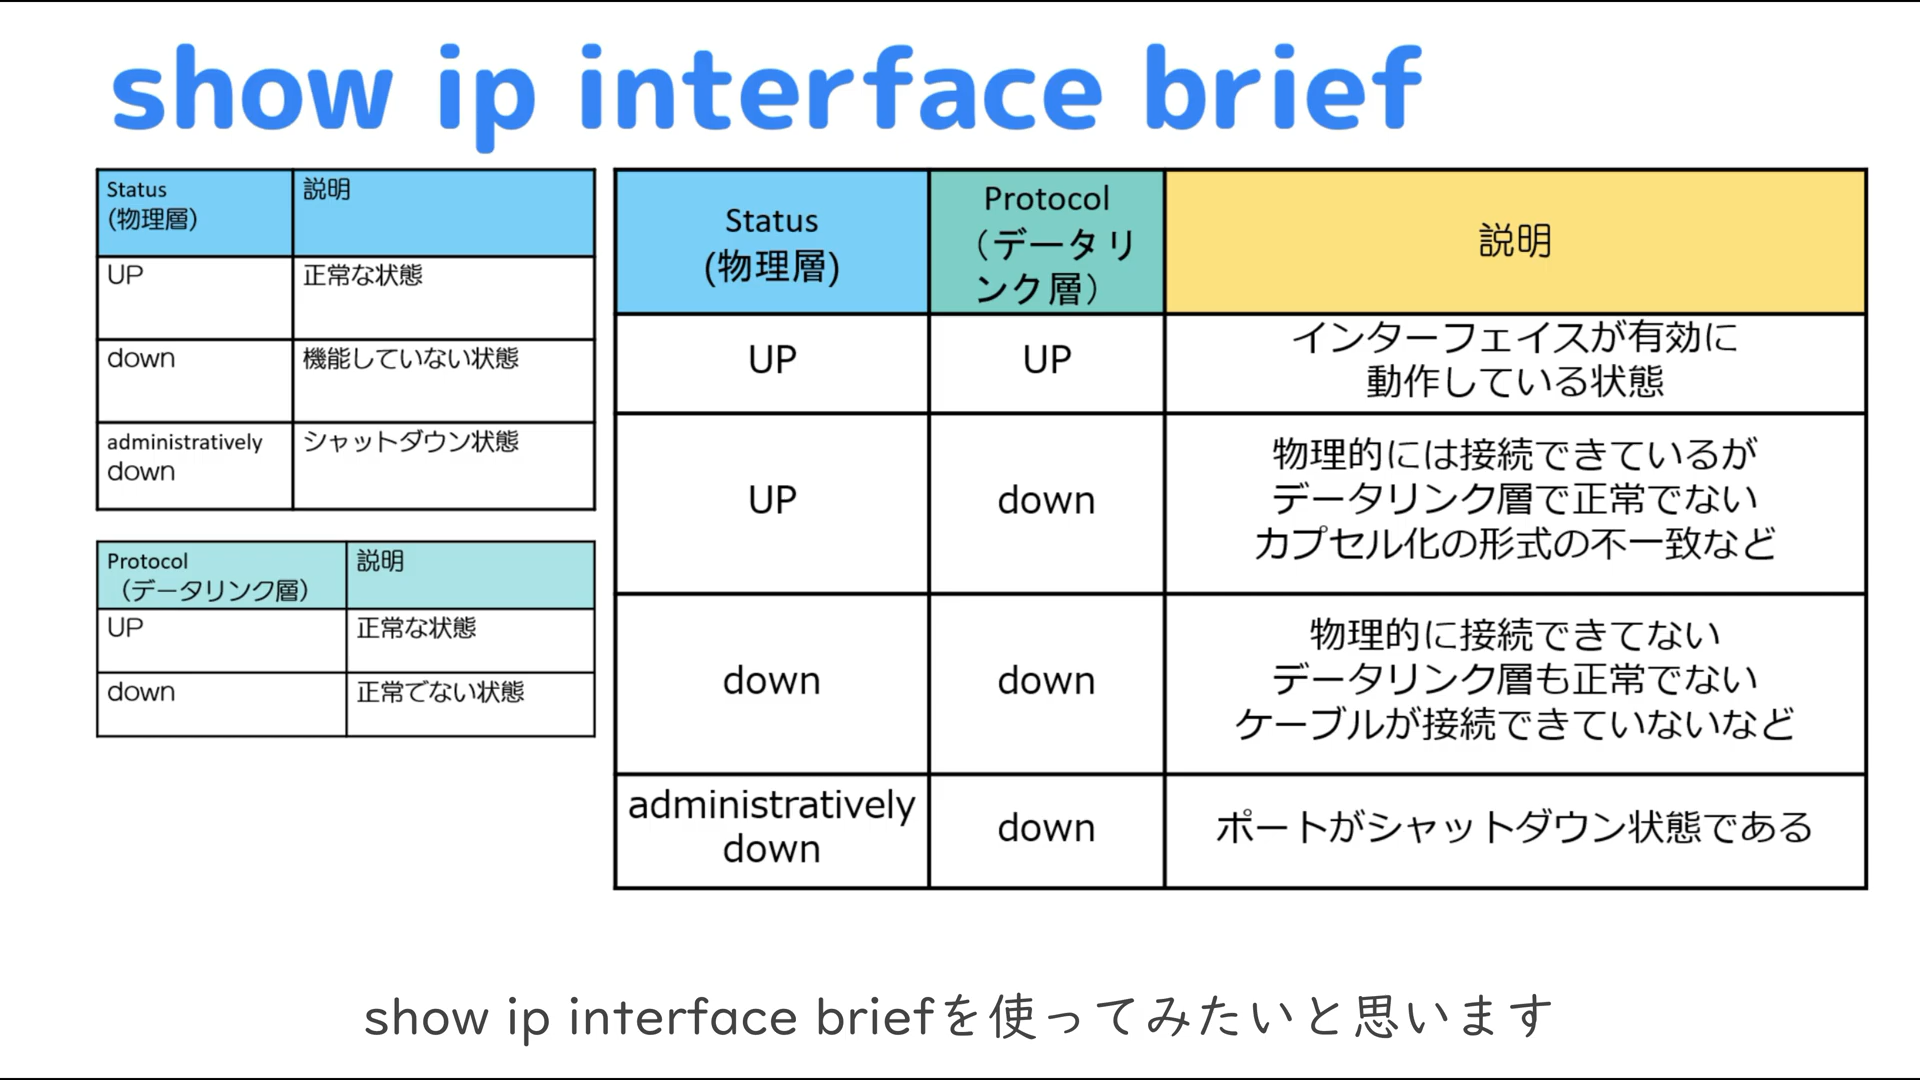 show ip interface brief
Status
(物理層)
説明
UP
正常な状態
down
機能していない状態
administratively
down
シャットダウン状態
Protocol
（データリンク層）
説明
UP
正常な状態
down
正常でない状態
Status
(物理層)
Protocol
（データリ
ンク層）
説明
UP
UP
インターフェイスが有効に
動作している状態
UP
down
物理的には接続できているが
データリンク層で正常でない
カプセル化の形式の不一致など
down
down
物理的に接続できてない
データリンク層も正常でない
ケーブルが接続できていないなど
administratively
down
down
ポートがシャットダウン状態である
show ip interface briefを使ってみたいと思います